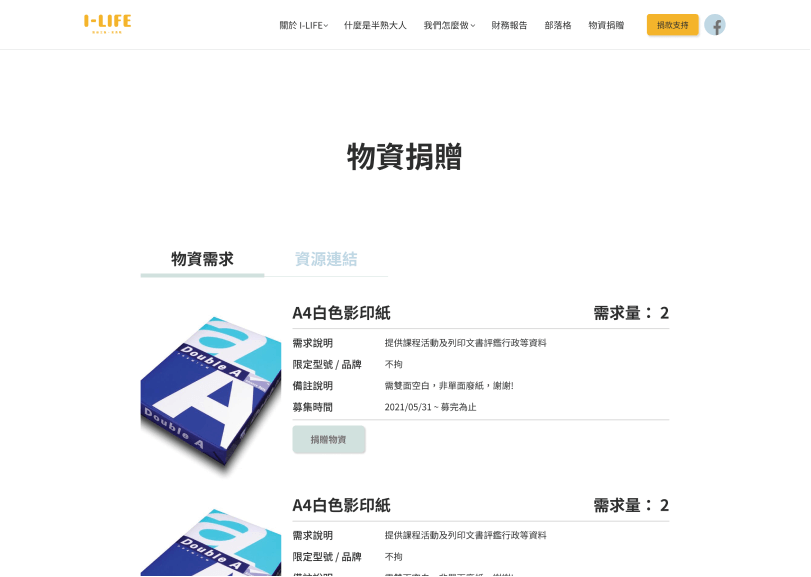 I-LIFE
關於 I-LIFE
什麼是半熟大人
我們怎麼做
財務報告
部落格
物資捐贈
捐款支持
物資捐贈
物資需求
資源連結
A4白色影印紙
需求量： 2
需求說明
提供課程活動及列印文書評鑑行政等資料
限定型號 / 品牌
不拘
備註說明
需雙面空白，非單面廢紙，謝謝!
募集時間
2021/05/31 ~ 募完為止
捐贈物資
Double A
PREMIUM
A
Double A
A4白色影印紙
需求量： 2
需求說明
提供課程活動及列印文書評鑑行政等資料
限定型號 / 品牌
不拘
Double A